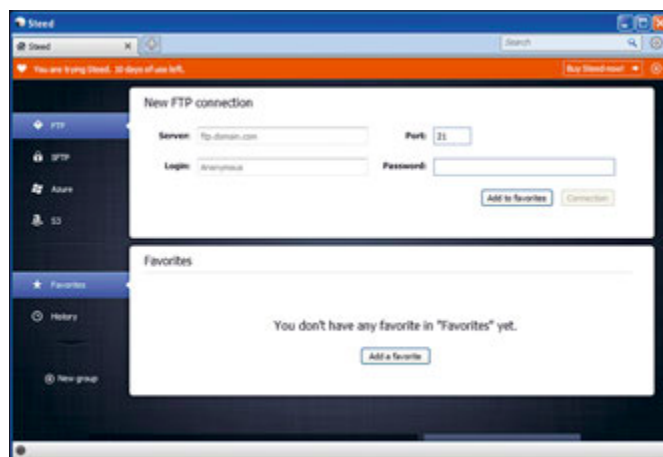 Steed
Steed
Search
You are trying Steed. 30 days of use left.
Buy Steed now!
New FTP connection
FTP
Server: ftp.domain.com Port: 21
SFTP
Login: Anonymous Password:
Azure
Add to favorites Connection
S3
Favorites
Favorites
History
You don't have any favorite in "Favorites" yet.
Add a favorite
New group